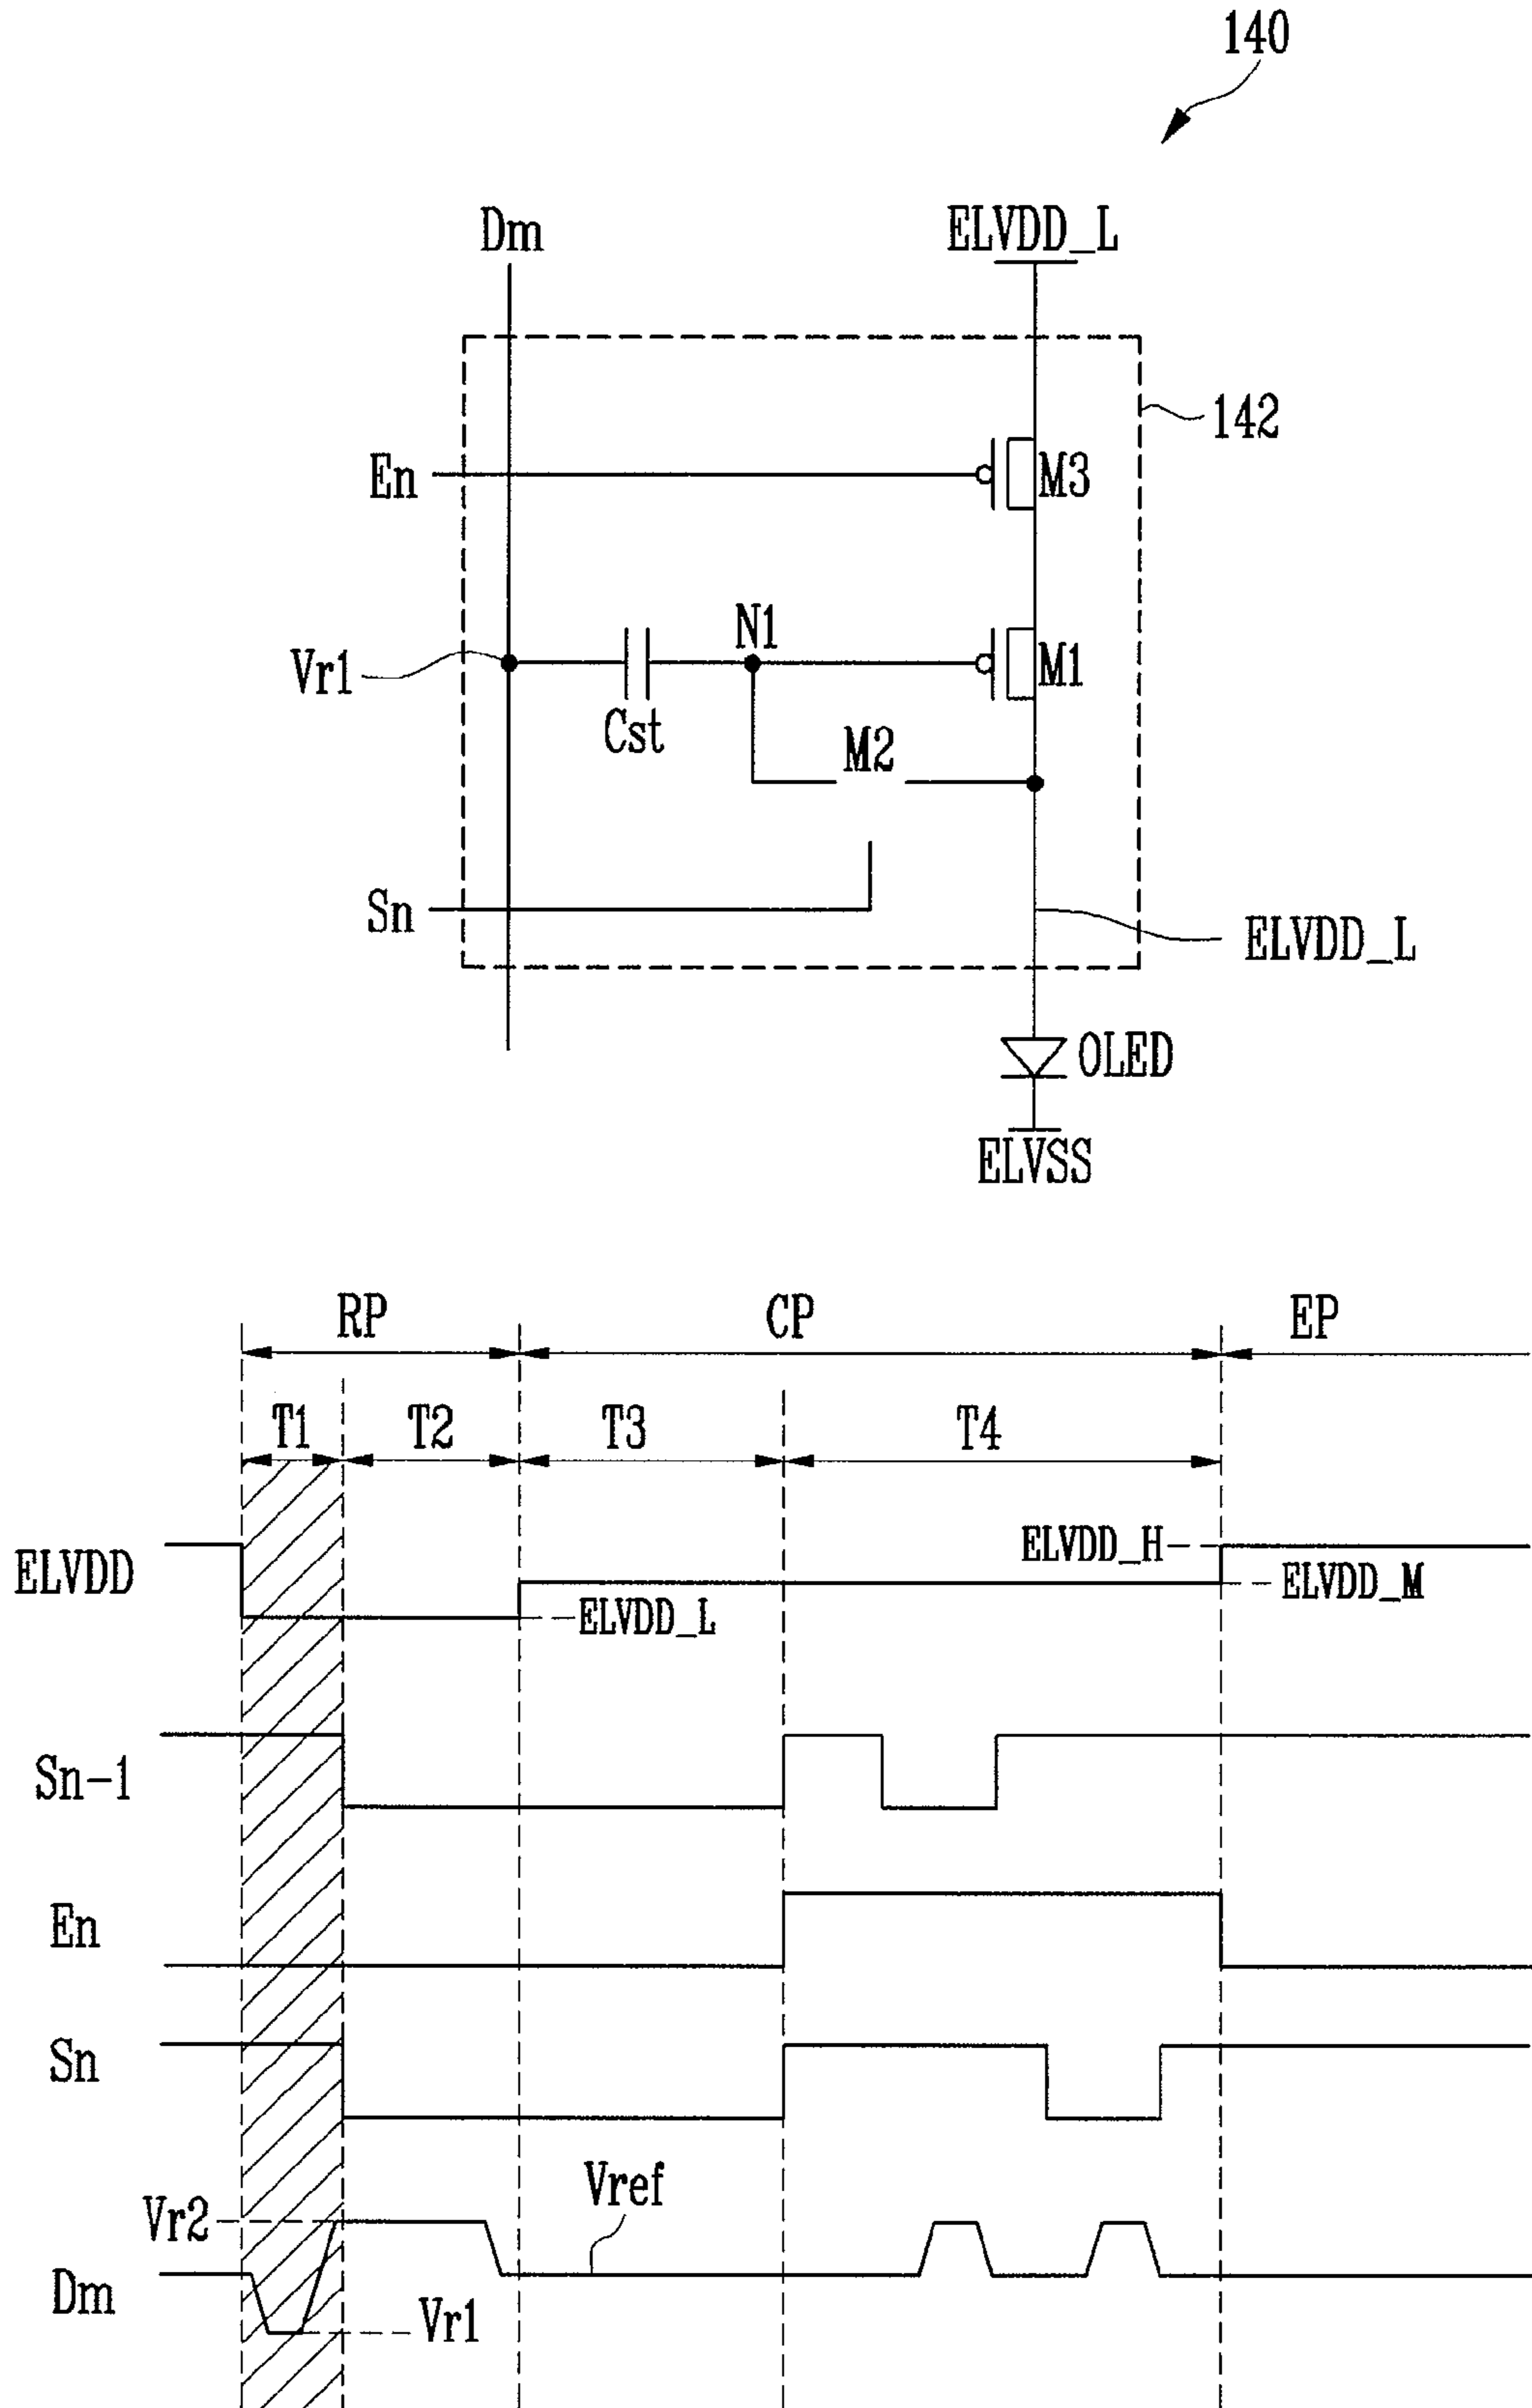 140
Dm ELVDD_L
142
En M3
N1
Vr1 M1
Cst
M2
Sn
ELVDD_L
OLED
ELVSS
RP CP EP
T1 T2 T3 T4
ELVDD_H
ELVDD ELVDD_M
ELVDD_L
Sn-1
En
Sn
Vref
Vr2
Dm
Vr1